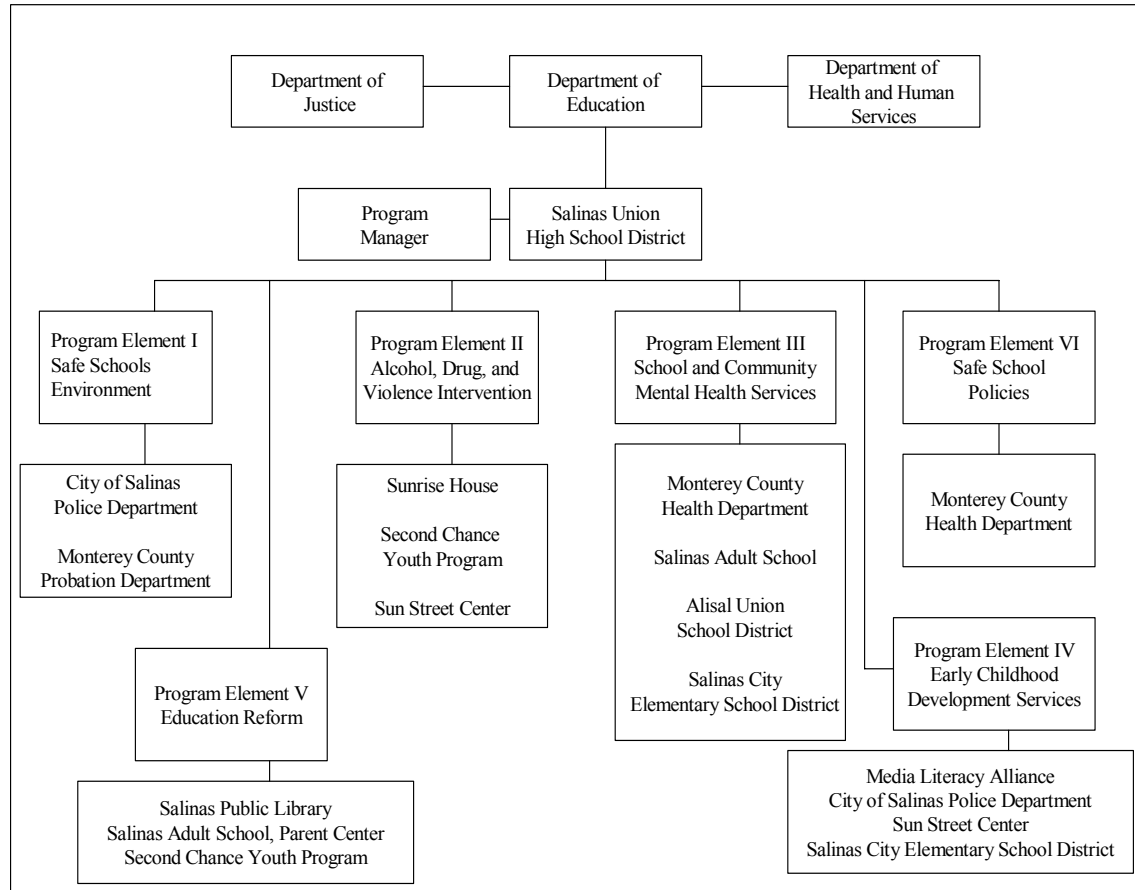 Department of
Justice
Department of
Education
Department of
Health and Human
Services
Program
Manager
Salinas Union
High School District
Program Element I
Safe Schools
Environment
Program Element II
Alcohol, Drug, and
Violence Intervention
Program Element III
School and Community
Mental Health Services
Program Element VI
Safe School
Policies
City of Salinas
Police Department
Monterey County
Probation Department
Sunrise House
Second Chance
Youth Program
Sun Street Center
Monterey County
Health Department
Salinas Adult School
Alisal Union
School District
Salinas City
Elementary School District
Monterey County
Health Department
Program Element V
Education Reform
Program Element IV
Early Childhood
Development Services
Salinas Public Library
Salinas Adult School, Parent Center
Second Chance Youth Program
Media Literacy Alliance
City of Salinas Police Department
Sun Street Center
Salinas City Elementary School District